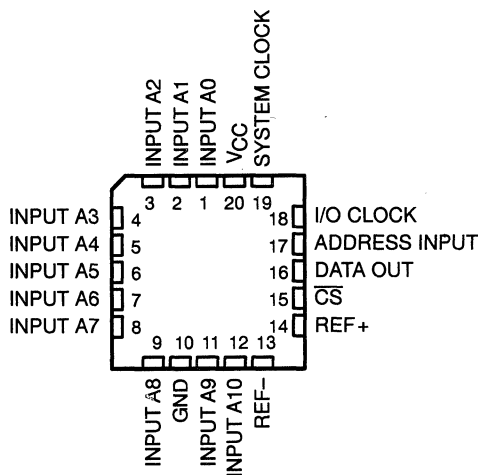 INPUT A2
INPUT A1
INPUT A0
VCC
SYSTEM CLOCK
3 2 1 20 19
INPUT A3 4
INPUT A4 5
INPUT A5 6
INPUT A6 7
INPUT A7 8
18 I/O CLOCK
17 ADDRESS INPUT
16 DATA OUT
15 C̅S̅
14 REF+
9 10 11 12 13
INPUT A8
GND
INPUT A9
INPUT A10
REF−